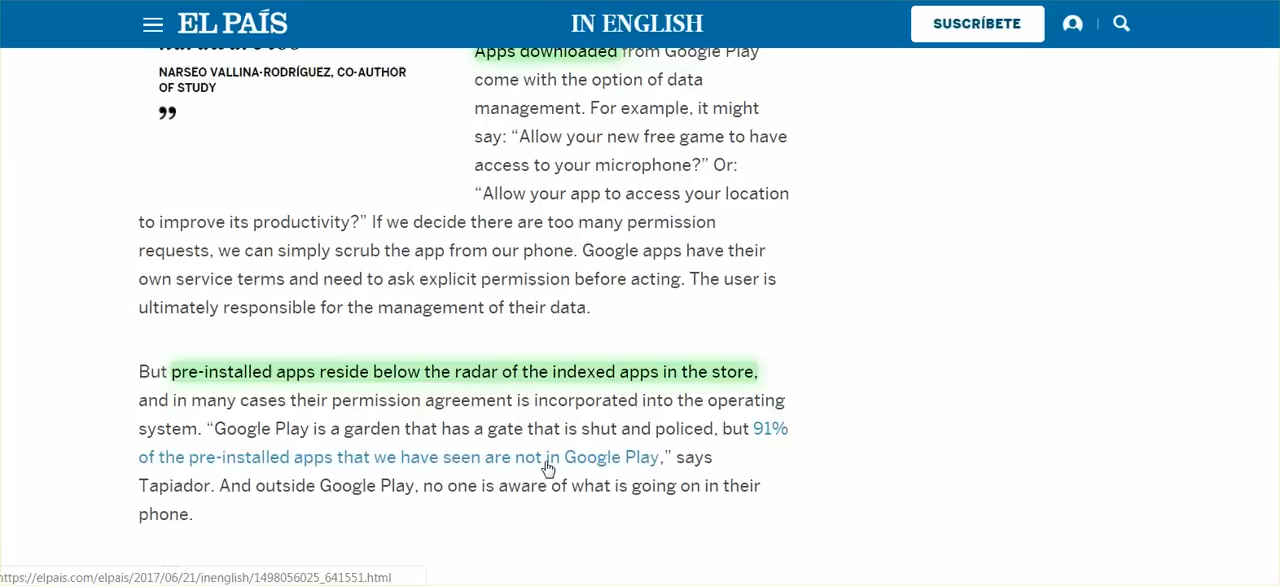 EL PAÍS
IN ENGLISH
SUSCRÍBETE
NARSEO VALLINA-RODRÍGUEZ, CO-AUTHOR
OF STUDY
”
Apps downloaded from Google Play
come with the option of data
management. For example, it might
say: “Allow your new free game to have
access to your microphone?” Or:
“Allow your app to access your location
to improve its productivity?” If we decide there are too many permission
requests, we can simply scrub the app from our phone. Google apps have their
own service terms and need to ask explicit permission before acting. The user is
ultimately responsible for the management of their data.
But pre-installed apps reside below the radar of the indexed apps in the store,
and in many cases their permission agreement is incorporated into the operating
system. “Google Play is a garden that has a gate that is shut and policed, but 91%
of the pre-installed apps that we have seen are not in Google Play,” says
Tapiador. And outside Google Play, no one is aware of what is going on in their
phone.
https://elpais.com/elpais/2017/06/21/inenglish/1498056025_641551.html